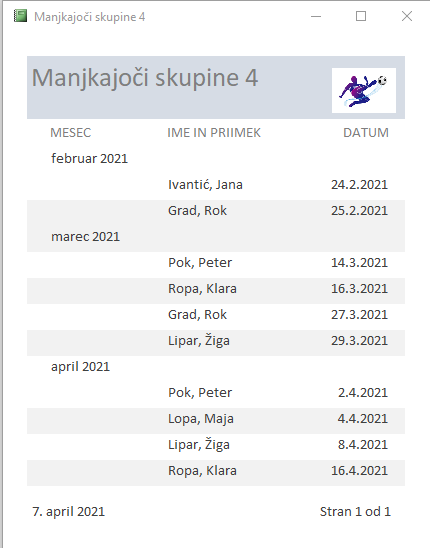 Manjkajoči skupine 4
Manjkajoči skupine 4
MESEC IME IN PRIIMEK DATUM
februar 2021
Ivantić, Jana 24.2.2021
Grad, Rok 25.2.2021
marec 2021
Pok, Peter 14.3.2021
Ropa, Klara 16.3.2021
Grad, Rok 27.3.2021
Lipar, Žiga 29.3.2021
april 2021
Pok, Peter 2.4.2021
Lopa, Maja 4.4.2021
Lipar, Žiga 8.4.2021
Ropa, Klara 16.4.2021
7. april 2021 Stran 1 od 1